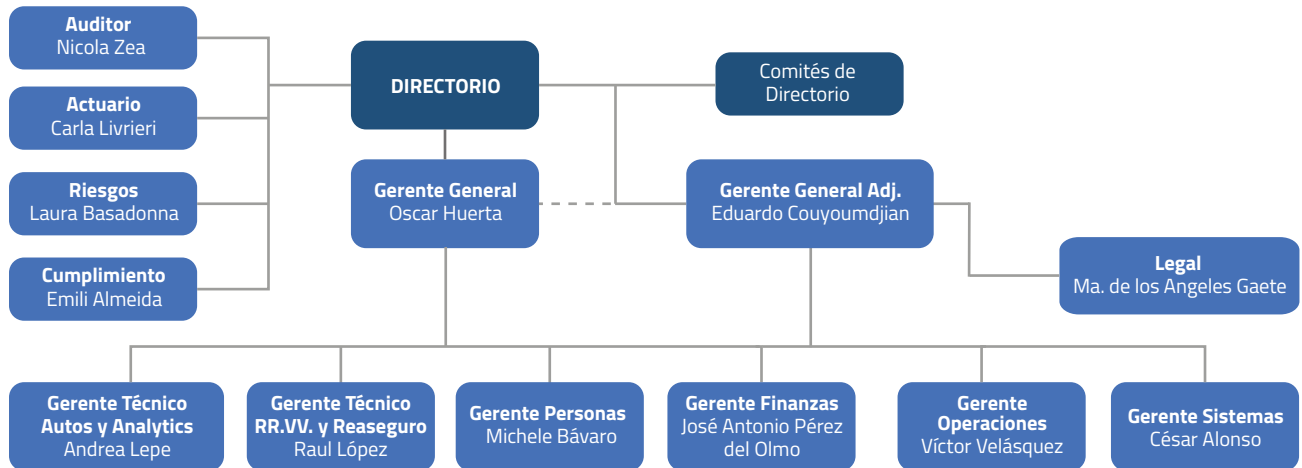 Auditor
Nicola Zea
Actuario
Carla Livrieri
Riesgos
Laura Basadonna
Cumplimiento
Emili Almeida
DIRECTORIO
Comités de
Directorio
Gerente General
Oscar Huerta
Gerente General Adj.
Eduardo Couyoumdjian
Legal
Ma. de los Angeles Gaete
Gerente Técnico
Autos y Analytics
Andrea Lepe
Gerente Técnico
RR.VV. y Reaseguro
Raul López
Gerente Personas
Michele Bávaro
Gerente Finanzas
José Antonio Pérez
del Olmo
Gerente
Operaciones
Víctor Velásquez
Gerente Sistemas
César Alonso